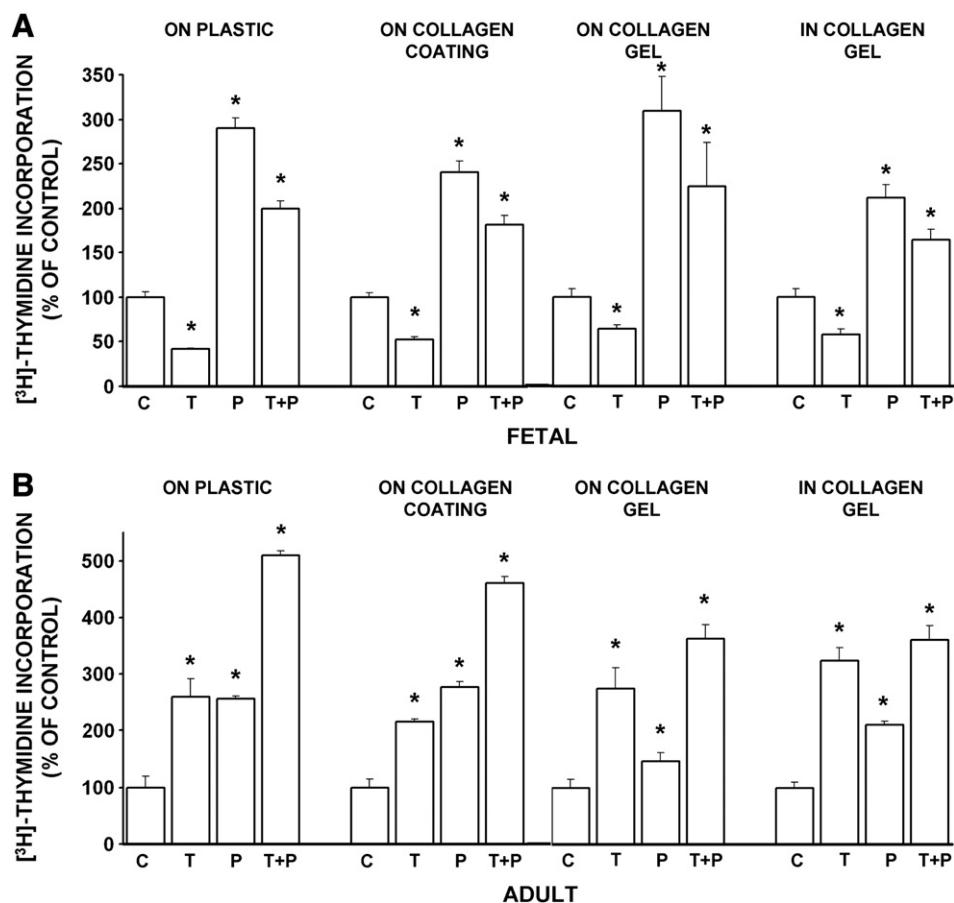 A
ON PLASTIC
ON COLLAGEN
COATING
ON COLLAGEN
GEL
IN COLLAGEN
GEL
[³H]-THYMIDINE INCORPORATION
(% OF CONTROL)
350
300
250
200
150
100
50
0
* * * * * * * * * * * *
C T P T+P C T P T+P C T P T+P C T P T+P
FETAL
B
ON PLASTIC
ON COLLAGEN
COATING
ON COLLAGEN
GEL
IN COLLAGEN
GEL
[³H]-THYMIDINE INCORPORATION
(% OF CONTROL)
500
400
300
200
100
0
* * * * * * * * * * * *
C T P T+P C T P T+P C T P T+P C T P T+P
ADULT